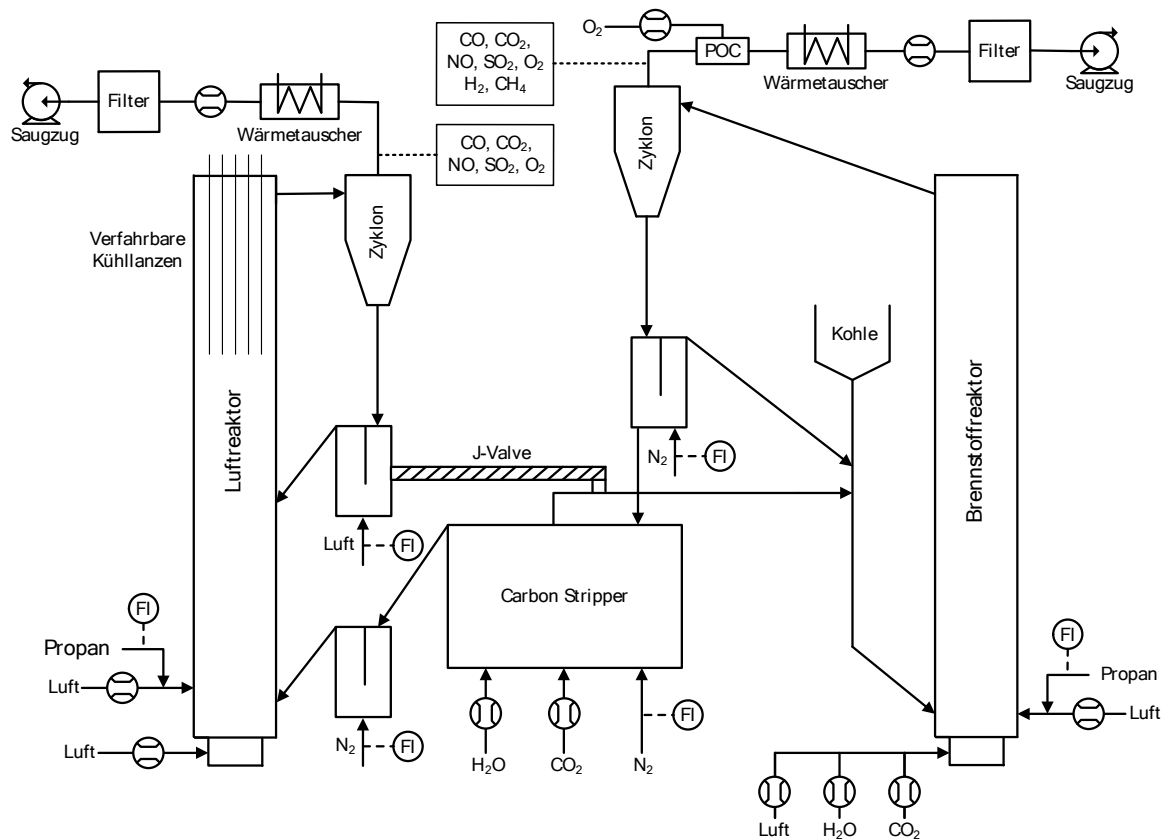 O₂
CO, CO₂,
NO, SO₂, O₂
H₂, CH₄
POC
Wärmetauscher
Filter
Saugzug
Filter
Saugzug
Wärmetauscher
CO, CO₂,
NO, SO₂, O₂
Zyklon
Zyklon
Verfahrbare
Kühllanzen
Kohle
Luftreaktor
Brennstoffreaktor
J-Valve
N₂
FI
Luft
FI
Carbon Stripper
FI
Propan
Luft
FI
Propan
Luft
Luft
N₂
FI
FI
H₂O
CO₂
N₂
Luft
H₂O
CO₂